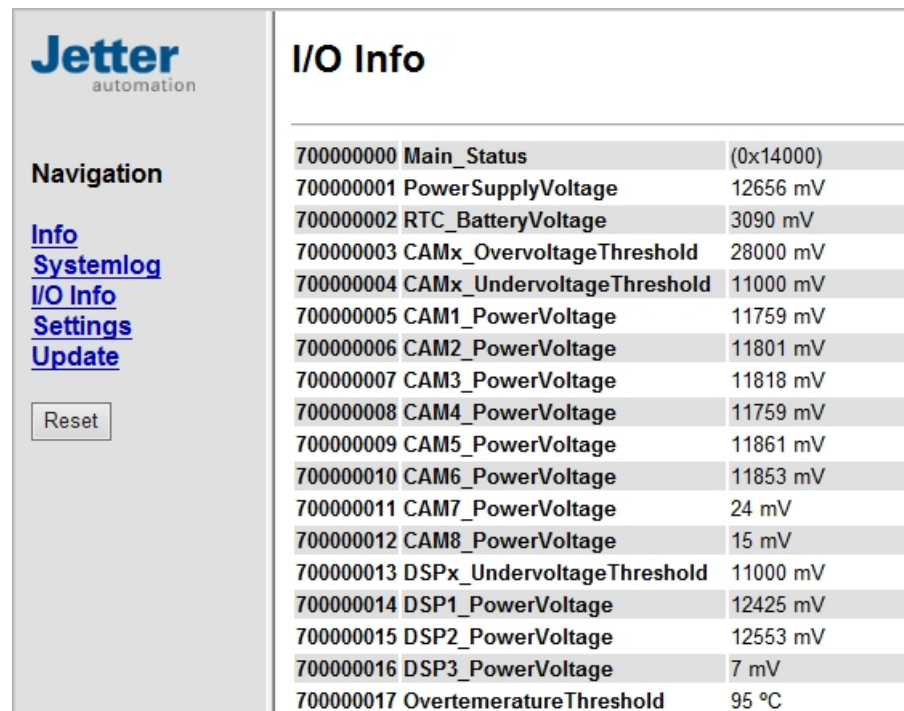 Jetter
automation
Navigation
Info
Systemlog
I/O Info
Settings
Update
Reset
I/O Info
700000000 Main_Status (0x14000)
700000001 PowerSupplyVoltage 12656 mV
700000002 RTC_BatteryVoltage 3090 mV
700000003 CAMx_OvervoltageThreshold 28000 mV
700000004 CAMx_UndervoltageThreshold 11000 mV
700000005 CAM1_PowerVoltage 11759 mV
700000006 CAM2_PowerVoltage 11801 mV
700000007 CAM3_PowerVoltage 11818 mV
700000008 CAM4_PowerVoltage 11759 mV
700000009 CAM5_PowerVoltage 11861 mV
700000010 CAM6_PowerVoltage 11853 mV
700000011 CAM7_PowerVoltage 24 mV
700000012 CAM8_PowerVoltage 15 mV
700000013 DSPx_UndervoltageThreshold 11000 mV
700000014 DSP1_PowerVoltage 12425 mV
700000015 DSP2_PowerVoltage 12553 mV
700000016 DSP3_PowerVoltage 7 mV
700000017 OvertemeratureThreshold 95 ºC